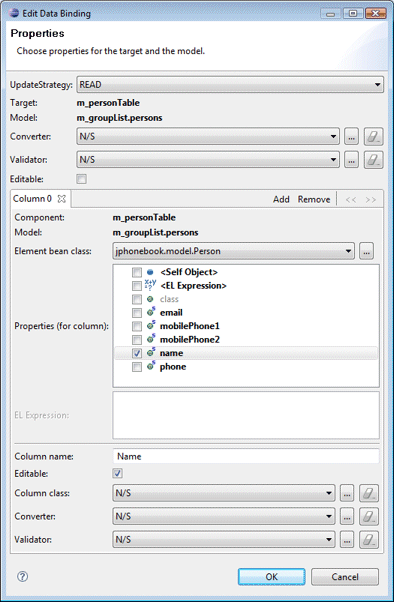 Edit Data Binding
Properties
Choose properties for the target and the model.
UpdateStrategy: READ
Target: m_personTable
Model: m_groupList.persons
Converter: N/S ...
Validator: N/S ...
Editable:
Column 0 Add Remove << >>
Component: m_personTable
Model: m_groupList.persons
Element bean class: jphonebook.model.Person ...
<Self Object>
x+y ? <EL Expression>
class
s email
s mobilePhone1
Properties (for column): s mobilePhone2
s name
s phone
EL Expression:
Column name: Name
Editable:
Column class: N/S ...
Converter: N/S ...
Validator: N/S ...
? OK Cancel